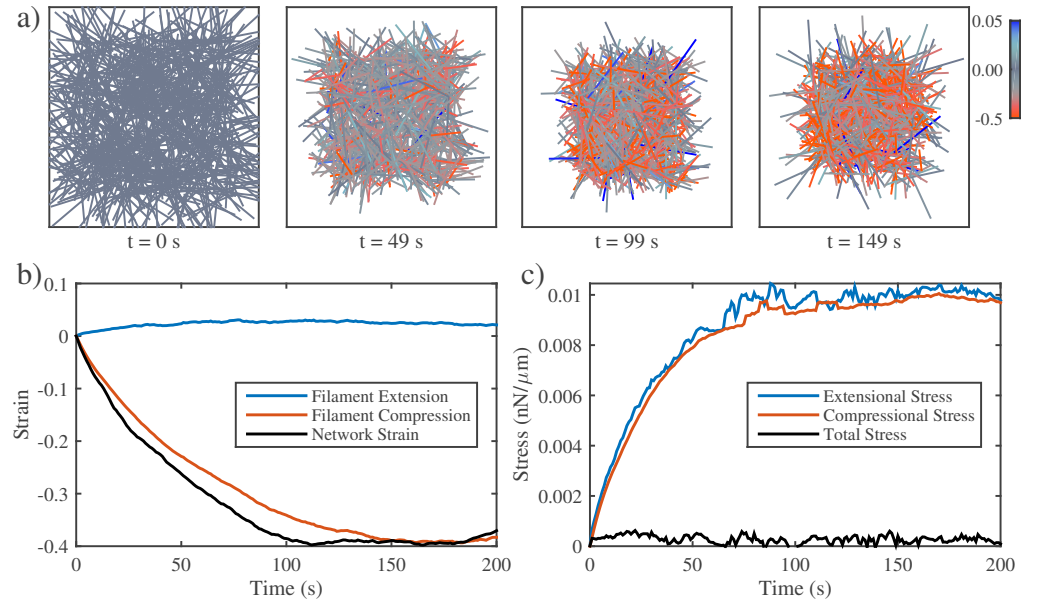 a)
t = 0 s
t = 49 s
t = 99 s
t = 149 s
0.05
0.00
-0.5
b)
0.1
0
-0.1
-0.2
-0.3
-0.4
Strain
Filament Extension
Filament Compression
Network Strain
0 50 100 150 200
Time (s)
c)
0.01
0.008
0.006
0.004
0.002
0
Stress (nN/μm)
Extensional Stress
Compressional Stress
Total Stress
0 50 100 150 200
Time (s)